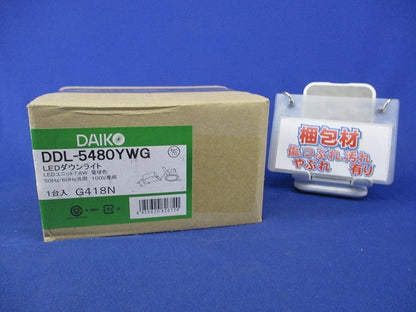 DAIKO
DDL-5480YWG
LEDダウンライト
LEDユニット7.8W 電球色
50Hz/60Hz共用 100V専用
1台入 G418N
梱包材
傷つぶれ汚れ
やぶれ 有り